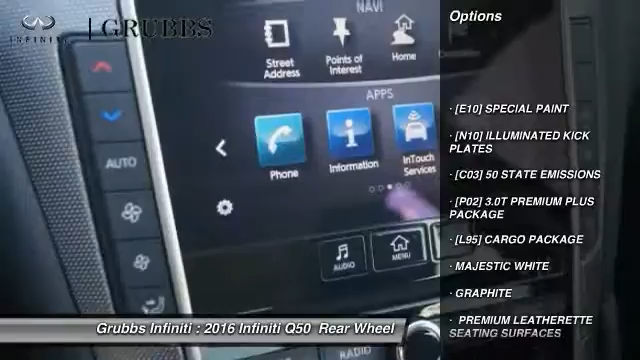 INFINITI | GRUBBS
Options
NAVI
Street Address
Points of Interest
Home
APPS
Phone
Information
InTouch Services
AUTO
AUDIO
MENU
RADIO
· [E10] SPECIAL PAINT
· [N10] ILLUMINATED KICK
PLATES
· [C03] 50 STATE EMISSIONS
· [P02] 3.0T PREMIUM PLUS
PACKAGE
· [L95] CARGO PACKAGE
· MAJESTIC WHITE
· GRAPHITE
· PREMIUM LEATHERETTE
SEATING SURFACES
Grubbs Infiniti : 2016 Infiniti Q50 Rear Wheel